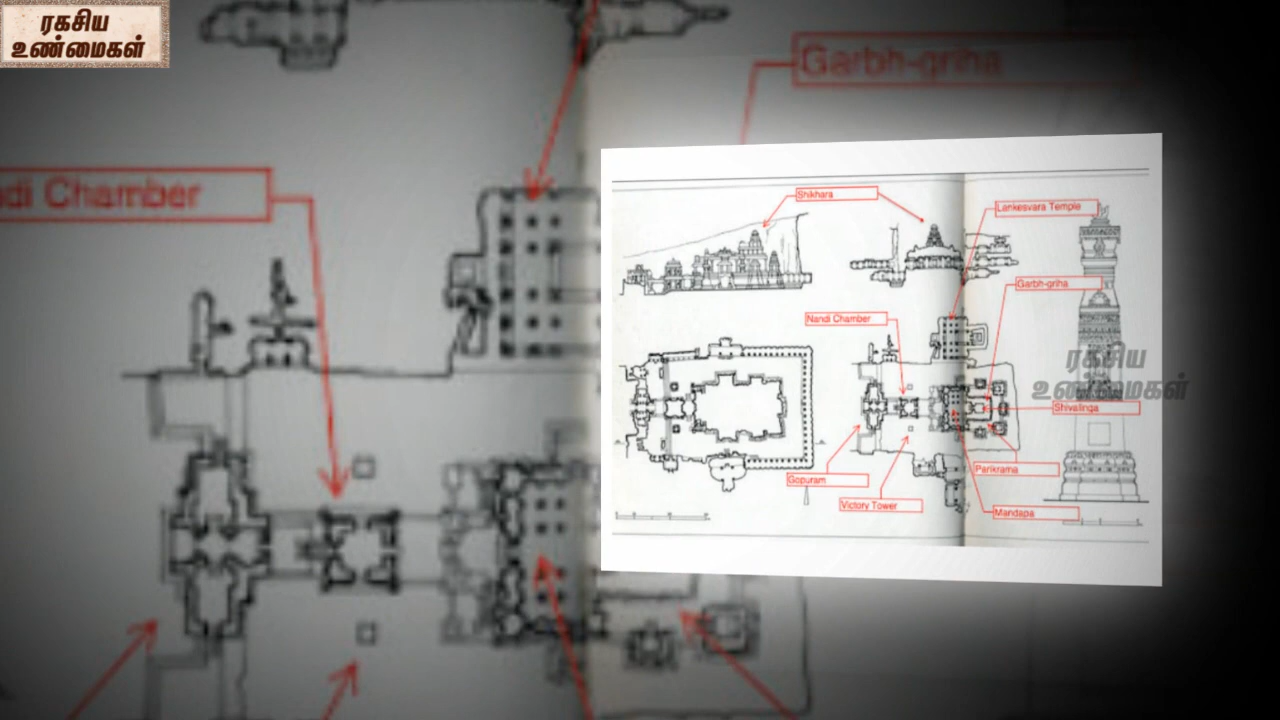 ரகசிய
உண்மைகள்
Garbh-griha
di Chamber
Shikhara
Lankesvara Temple
Garbh-griha
Nandi Chamber
ரகசிய
உண்மைகள்
Shivalinga
Parikrama
Gopuram
Victory Tower
Mandapa